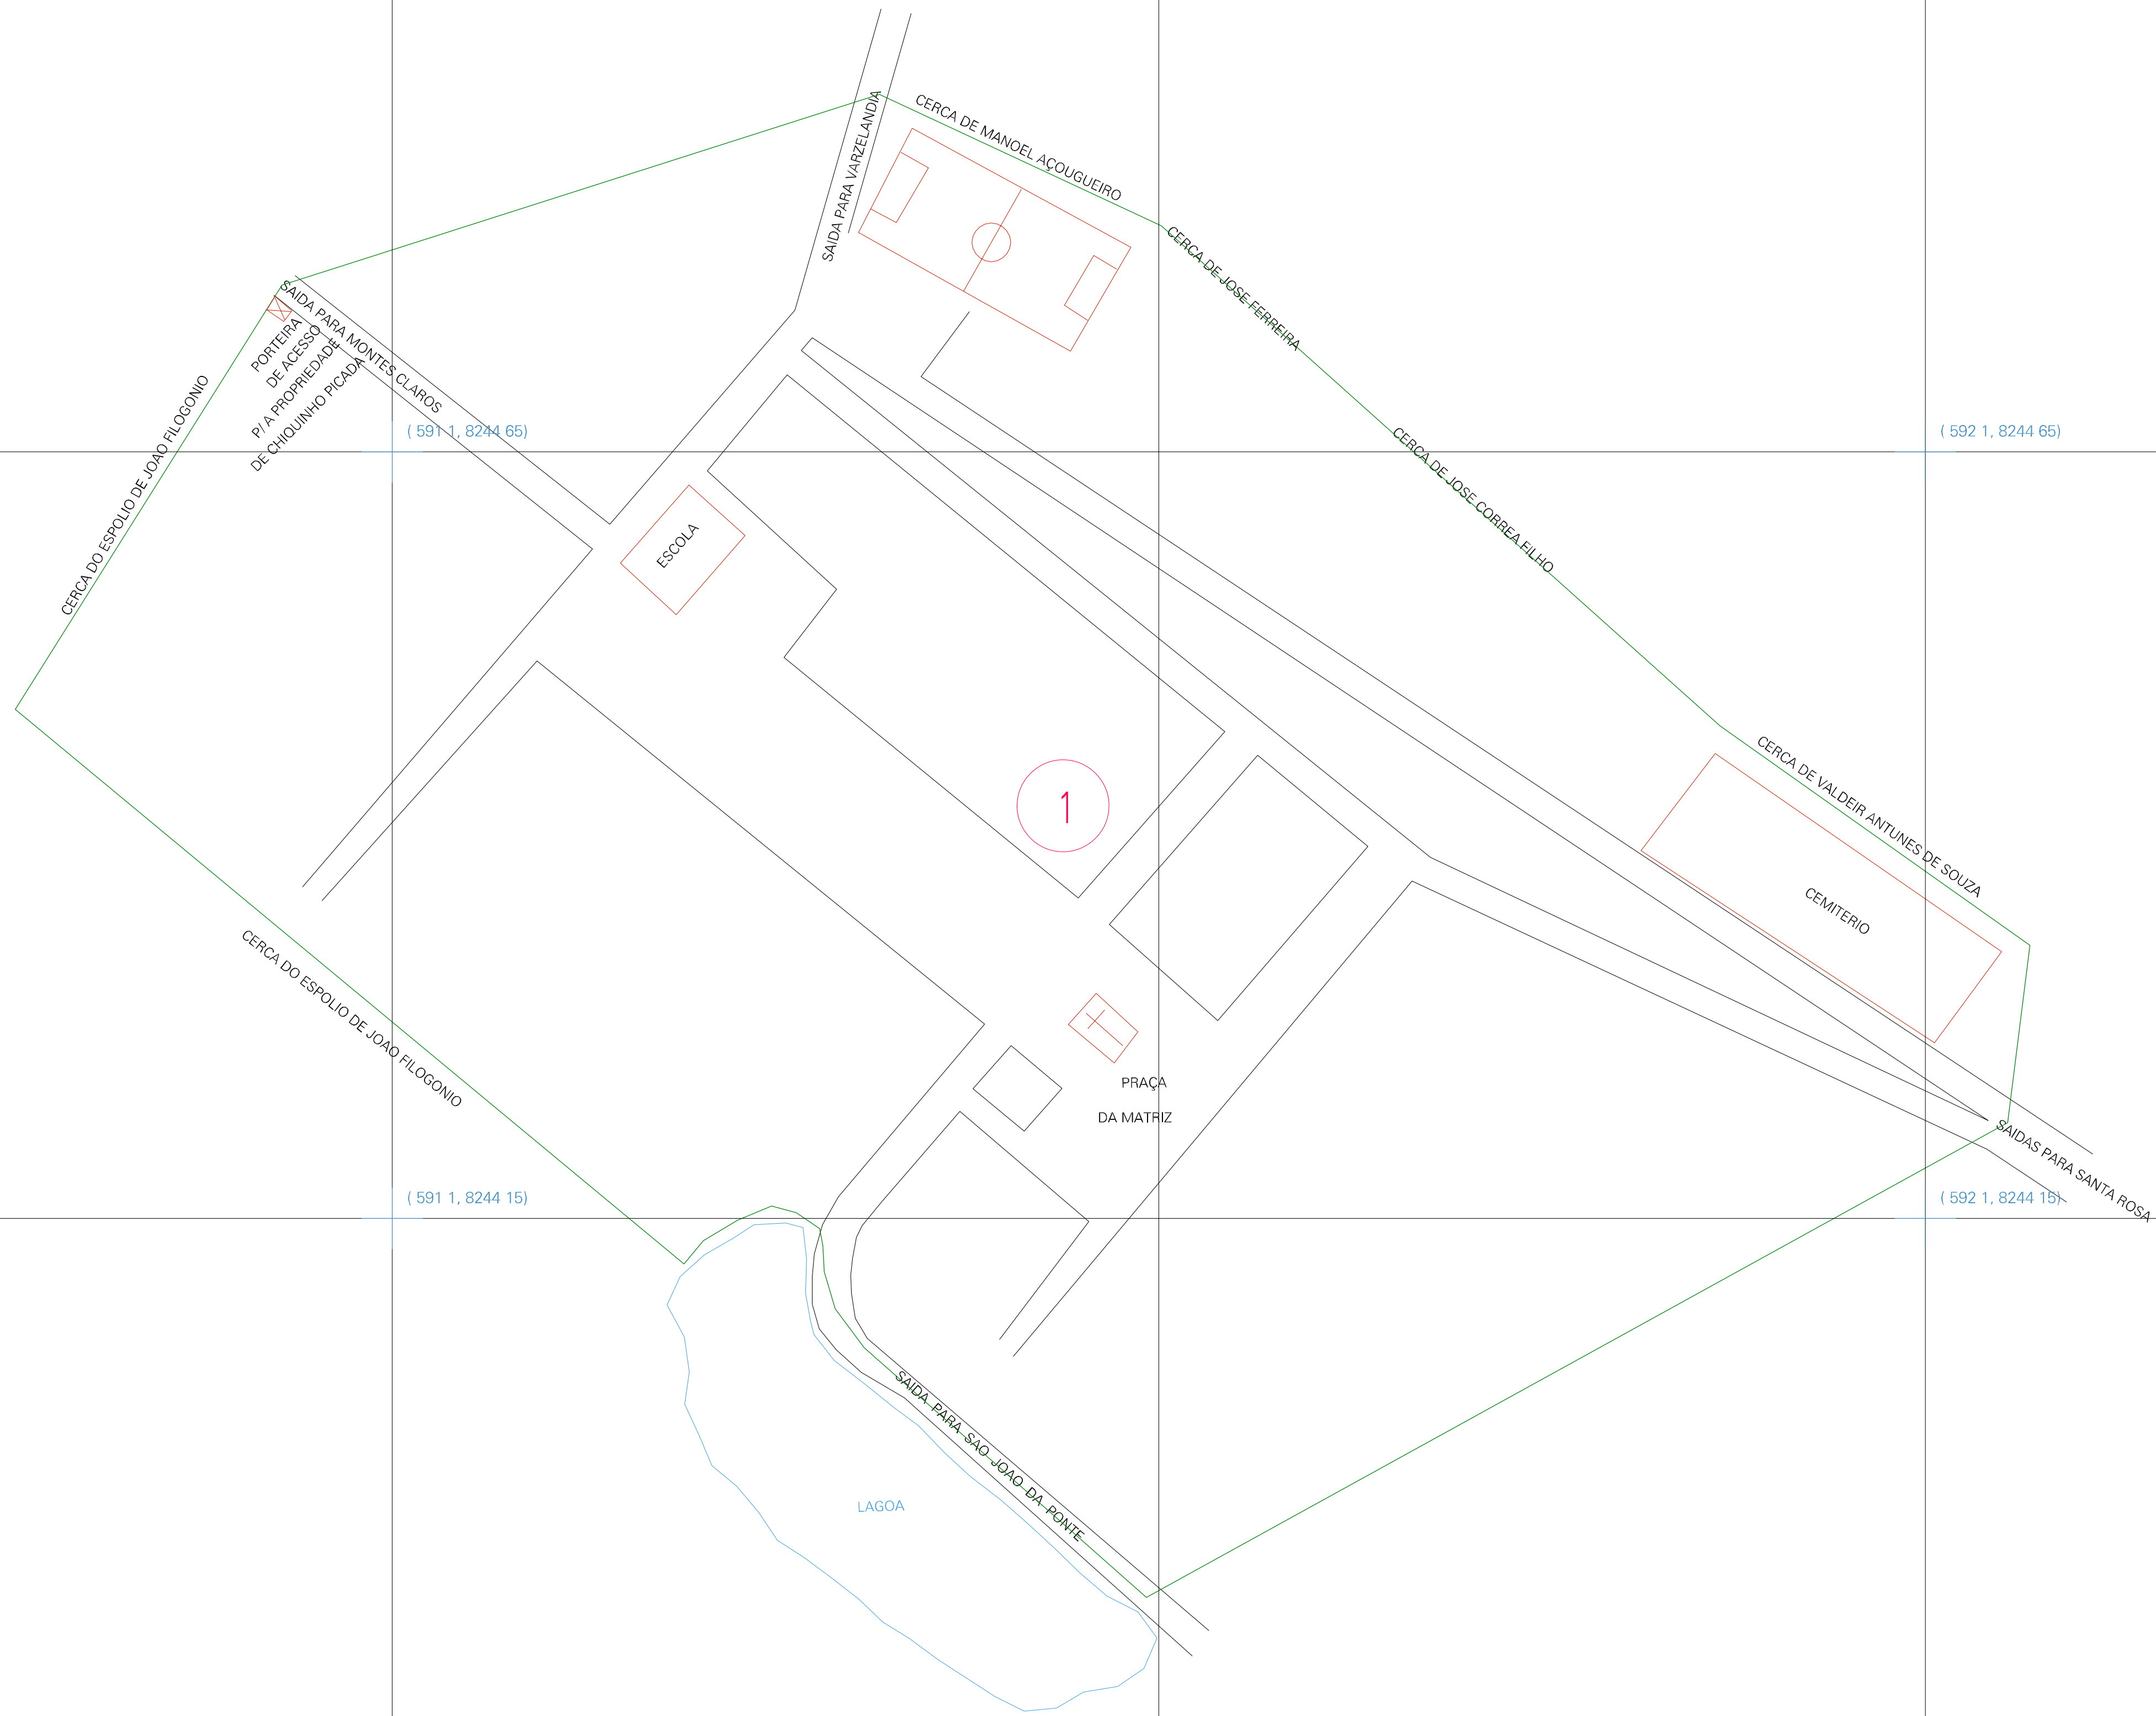 CERCA DE MANOEL AÇOUGUEIRO
SAIDA PARA VARZELANDIA
CERCA DE JOSE FERREIRA
SAIDA PARA MONTES CLAROS
PORTEIRA
DE ACESSO
P/ A PROPRIEDADE
DE CHIQUINHO PICADA
CERCA DO ESPOLIO DE JOAO FILOGONIO
( 591 1, 8244 65)
( 592 1, 8244 65)
CERCA DE JOSE CORREA FILHO
ESCOLA
CERCA DE VALDEIR ANTUNES DE SOUZA
1
CEMITERIO
CERCA DO ESPOLIO DE JOAO FILOGONIO
PRAÇA
DA MATRIZ
SAIDAS PARA SANTA ROSA
( 591 1, 8244 15)
( 592 1, 8244 15)
SAIDA PARA SAO JOAO DA PONTE
LAGOA